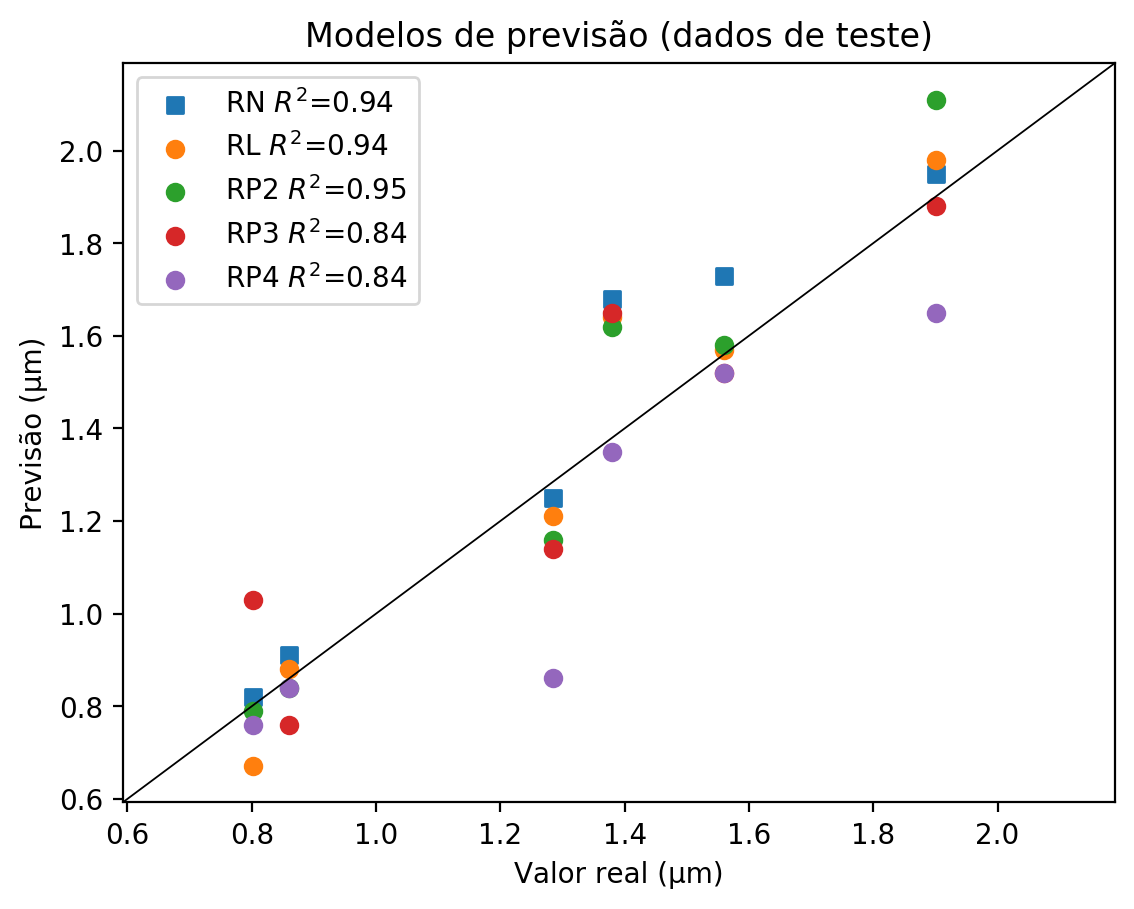 Modelos de previsão (dados de teste)
RN R²=0.94
RL R²=0.94
RP2 R²=0.95
RP3 R²=0.84
RP4 R²=0.84
Previsão (µm)
2.0
1.8
1.6
1.4
1.2
1.0
0.8
0.6
0.6 0.8 1.0 1.2 1.4 1.6 1.8 2.0
Valor real (µm)